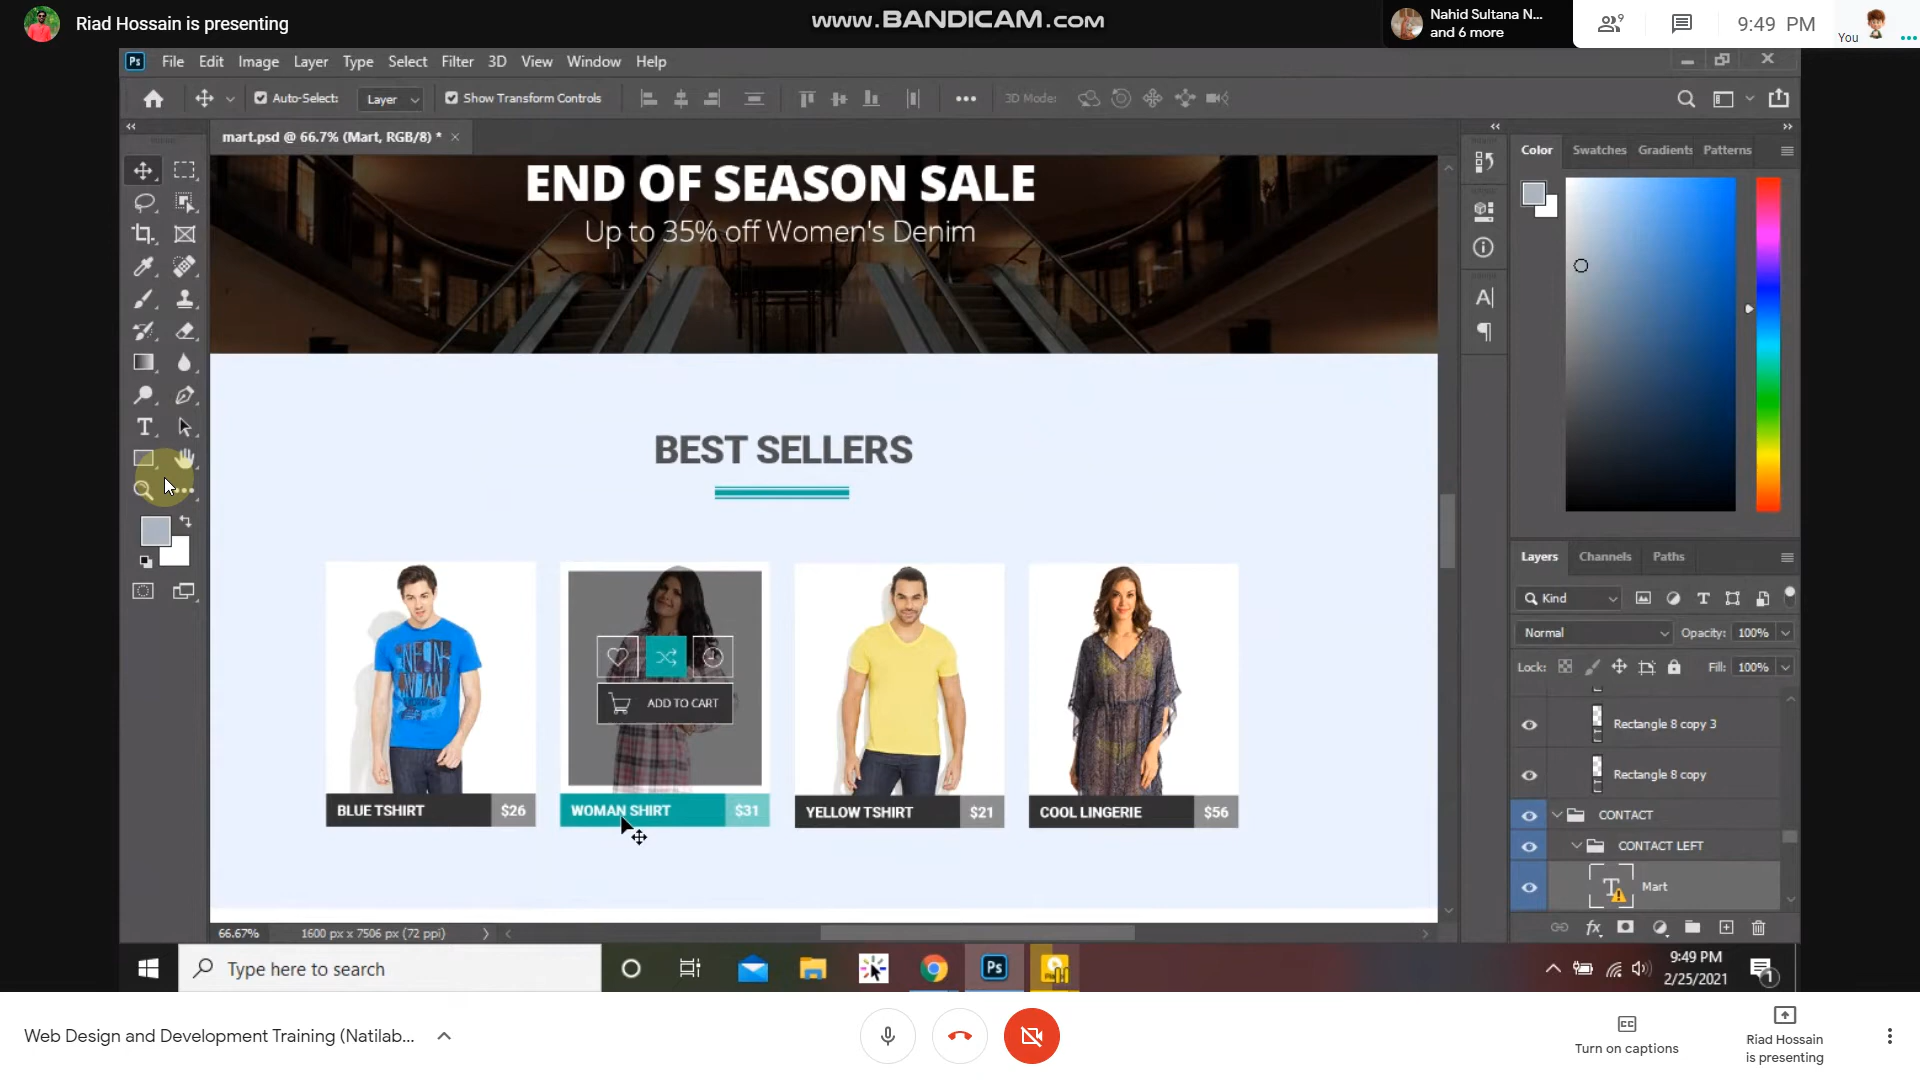 Riad Hossain is presenting
www.BANDICAM.com
Nahid Sultana N...
and 6 more
9
9:49 PM
You
Ps File Edit Image Layer Type Select Filter 3D View Window Help
Auto-Select: Layer Show Transform Controls 3D Mode:
mart.psd @ 66.7% (Mart, RGB/8) *
END OF SEASON SALE
Up to 35% off Women's Denim
BEST SELLERS
ADD TO CART
BLUE TSHIRT $26
WOMAN SHIRT $31
YELLOW TSHIRT $21
COOL LINGERIE $56
Color Swatches Gradients Patterns
Layers Channels Paths
Kind
Normal Opacity: 100%
Lock: Fill: 100%
Rectangle 8 copy 3
Rectangle 8 copy
CONTACT
CONTACT LEFT
Mart
fx
66.67% 1600 px x 7506 px (72 ppi)
Type here to search
Ps
9:49 PM
2/25/2021
1
Web Design and Development Training (Natilab...
Turn on captions
Riad Hossain
is presenting